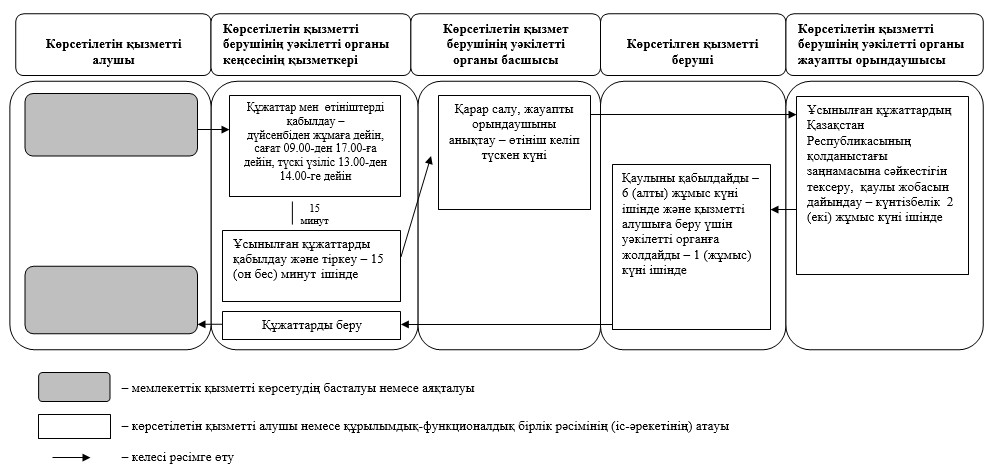 Көрсетілетін қызметті
алушы
Көрсетілетін қызметті
берушінің уәкілетті органы
кеңсесінің қызметкері
Көрсетілетін қызмет
берушінің уәкілетті
органы басшысы
Көрсетілген қызметті
беруші
Көрсетілетін қызметті
берушінің уәкілетті органы
жауапты орындаушысы
Құжаттар мен өтініштерді
қабылдау –
дүйсенбіден жұмаға дейін,
сағат 09.00-ден 17.00-ға
дейін, түскі үзіліс 13.00-ден
14.00-ге дейін
15
минут
Ұсынылған құжаттарды
қабылдау және тіркеу – 15
(он бес) минут ішінде
Құжаттарды беру
Қарар салу, жауапты
орындаушыны
анықтау – өтініш келіп
түскен күні
Қаулыны қабылдайды –
6 (алты) жұмыс күні
ішінде және қызметті
алушыға беру үшін
уәкілетті органға
жолдайды – 1 (жұмыс)
күні ішінде
Ұсынылған құжаттардың
Қазақстан
Республикасының
қолданыстағы
заңнамасына сәйкестігін
тексеру, қаулы жобасын
дайындау – күнтізбелік 2
(екі) жұмыс күні ішінде
– мемлекеттік қызметті көрсетудің басталуы немесе аяқталуы
– көрсетілетін қызметті алушы немесе құрылымдық-функционалдық бірлік рәсімінің (іс-әрекетінің) атауы
– келесі рәсімге өту